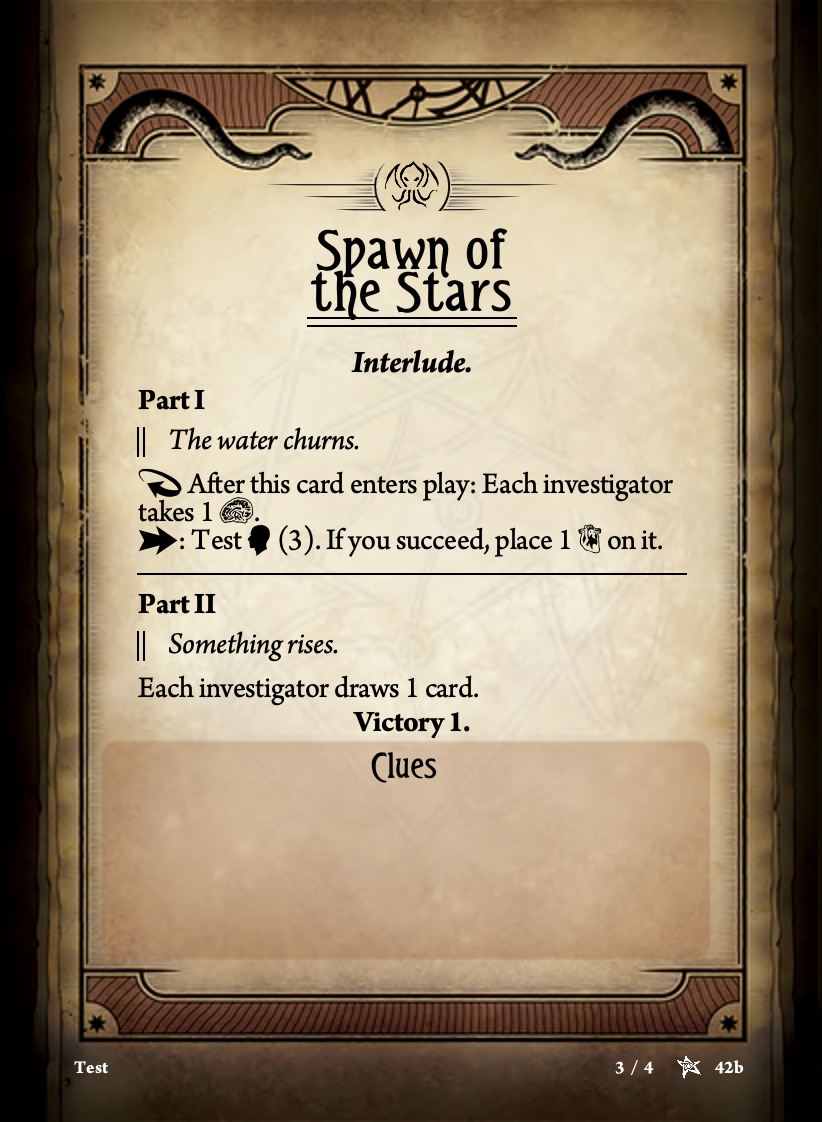 Spawn of
the Stars
Interlude.
Part I
The water churns.
After this card enters play: Each investigator
takes 1 .
: Test (3). If you succeed, place 1 on it.
Part II
Something rises.
Each investigator draws 1 card.
Victory 1.
Clues
Test 3 / 4 42b